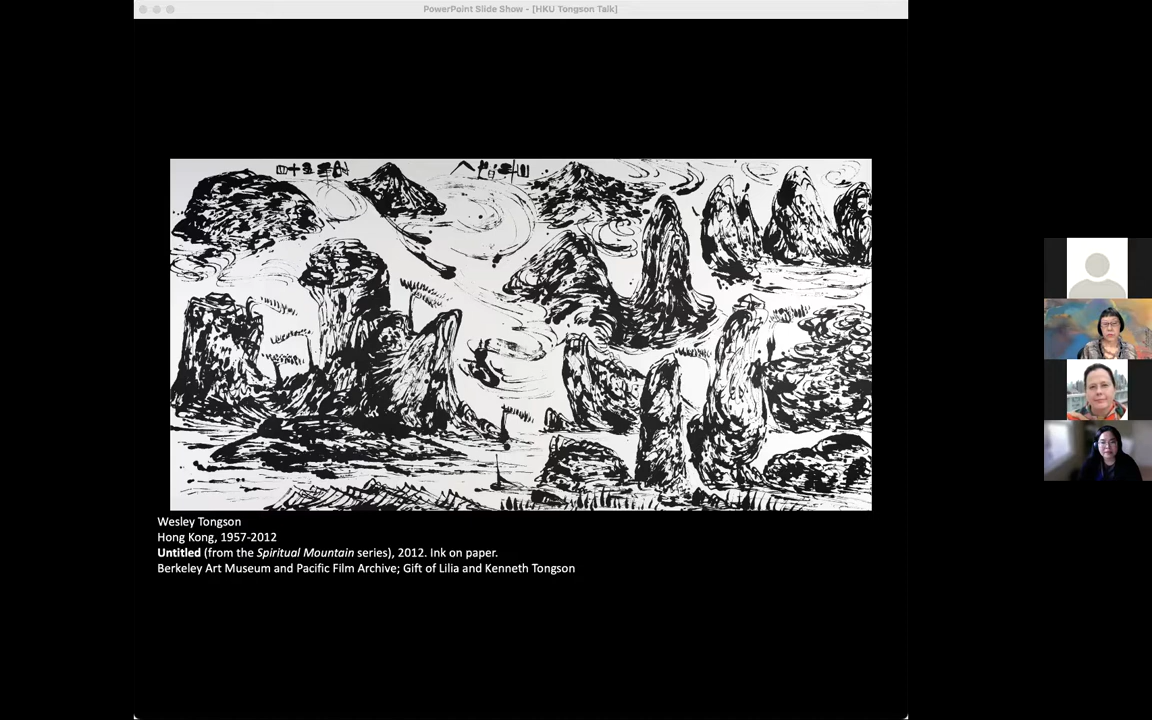 PowerPoint Slide Show - [HKU Tongson Talk]
Wesley Tongson
Hong Kong, 1957-2012
Untitled (from the Spiritual Mountain series), 2012. Ink on paper.
Berkeley Art Museum and Pacific Film Archive; Gift of Lilia and Kenneth Tongson